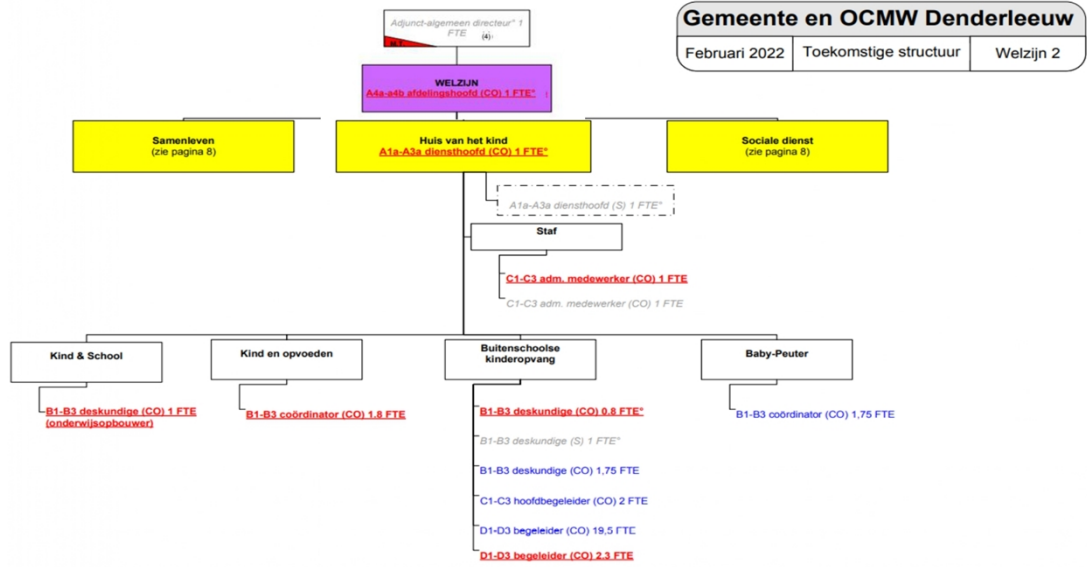 Gemeente en OCMW Denderleeuw
Februari 2022
Toekomstige structuur
Welzijn 2
Adjunct-algemeen directeur° 1
FTE
(4)
M.T
WELZIJN
A4a-a4b afdelingshoofd (CO) 1 FTE°
Samenleven
(zie pagina 8)
Huis van het kind
A1a-A3a diensthoofd (CO) 1 FTE°
Sociale dienst
(zie pagina 8)
A1a-A3a diensthoofd (S) 1 FTE°
Staf
C1-C3 adm. medewerker (CO) 1 FTE
C1-C3 adm. medewerker (CO) 1 FTE
Kind & School
B1-B3 deskundige (CO) 1 FTE
(onderwijsopbouwer)
Kind en opvoeden
B1-B3 coördinator (CO) 1.8 FTE
Buitenschoolse
kinderopvang
B1-B3 deskundige (CO) 0.8 FTE°
B1-B3 deskundige (S) 1 FTE°
B1-B3 deskundige (CO) 1,75 FTE
C1-C3 hoofdbegeleider (CO) 2 FTE
D1-D3 begeleider (CO) 19,5 FTE
D1-D3 begeleider (CO) 2.3 FTE
Baby-Peuter
B1-B3 coördinator (CO) 1,75 FTE